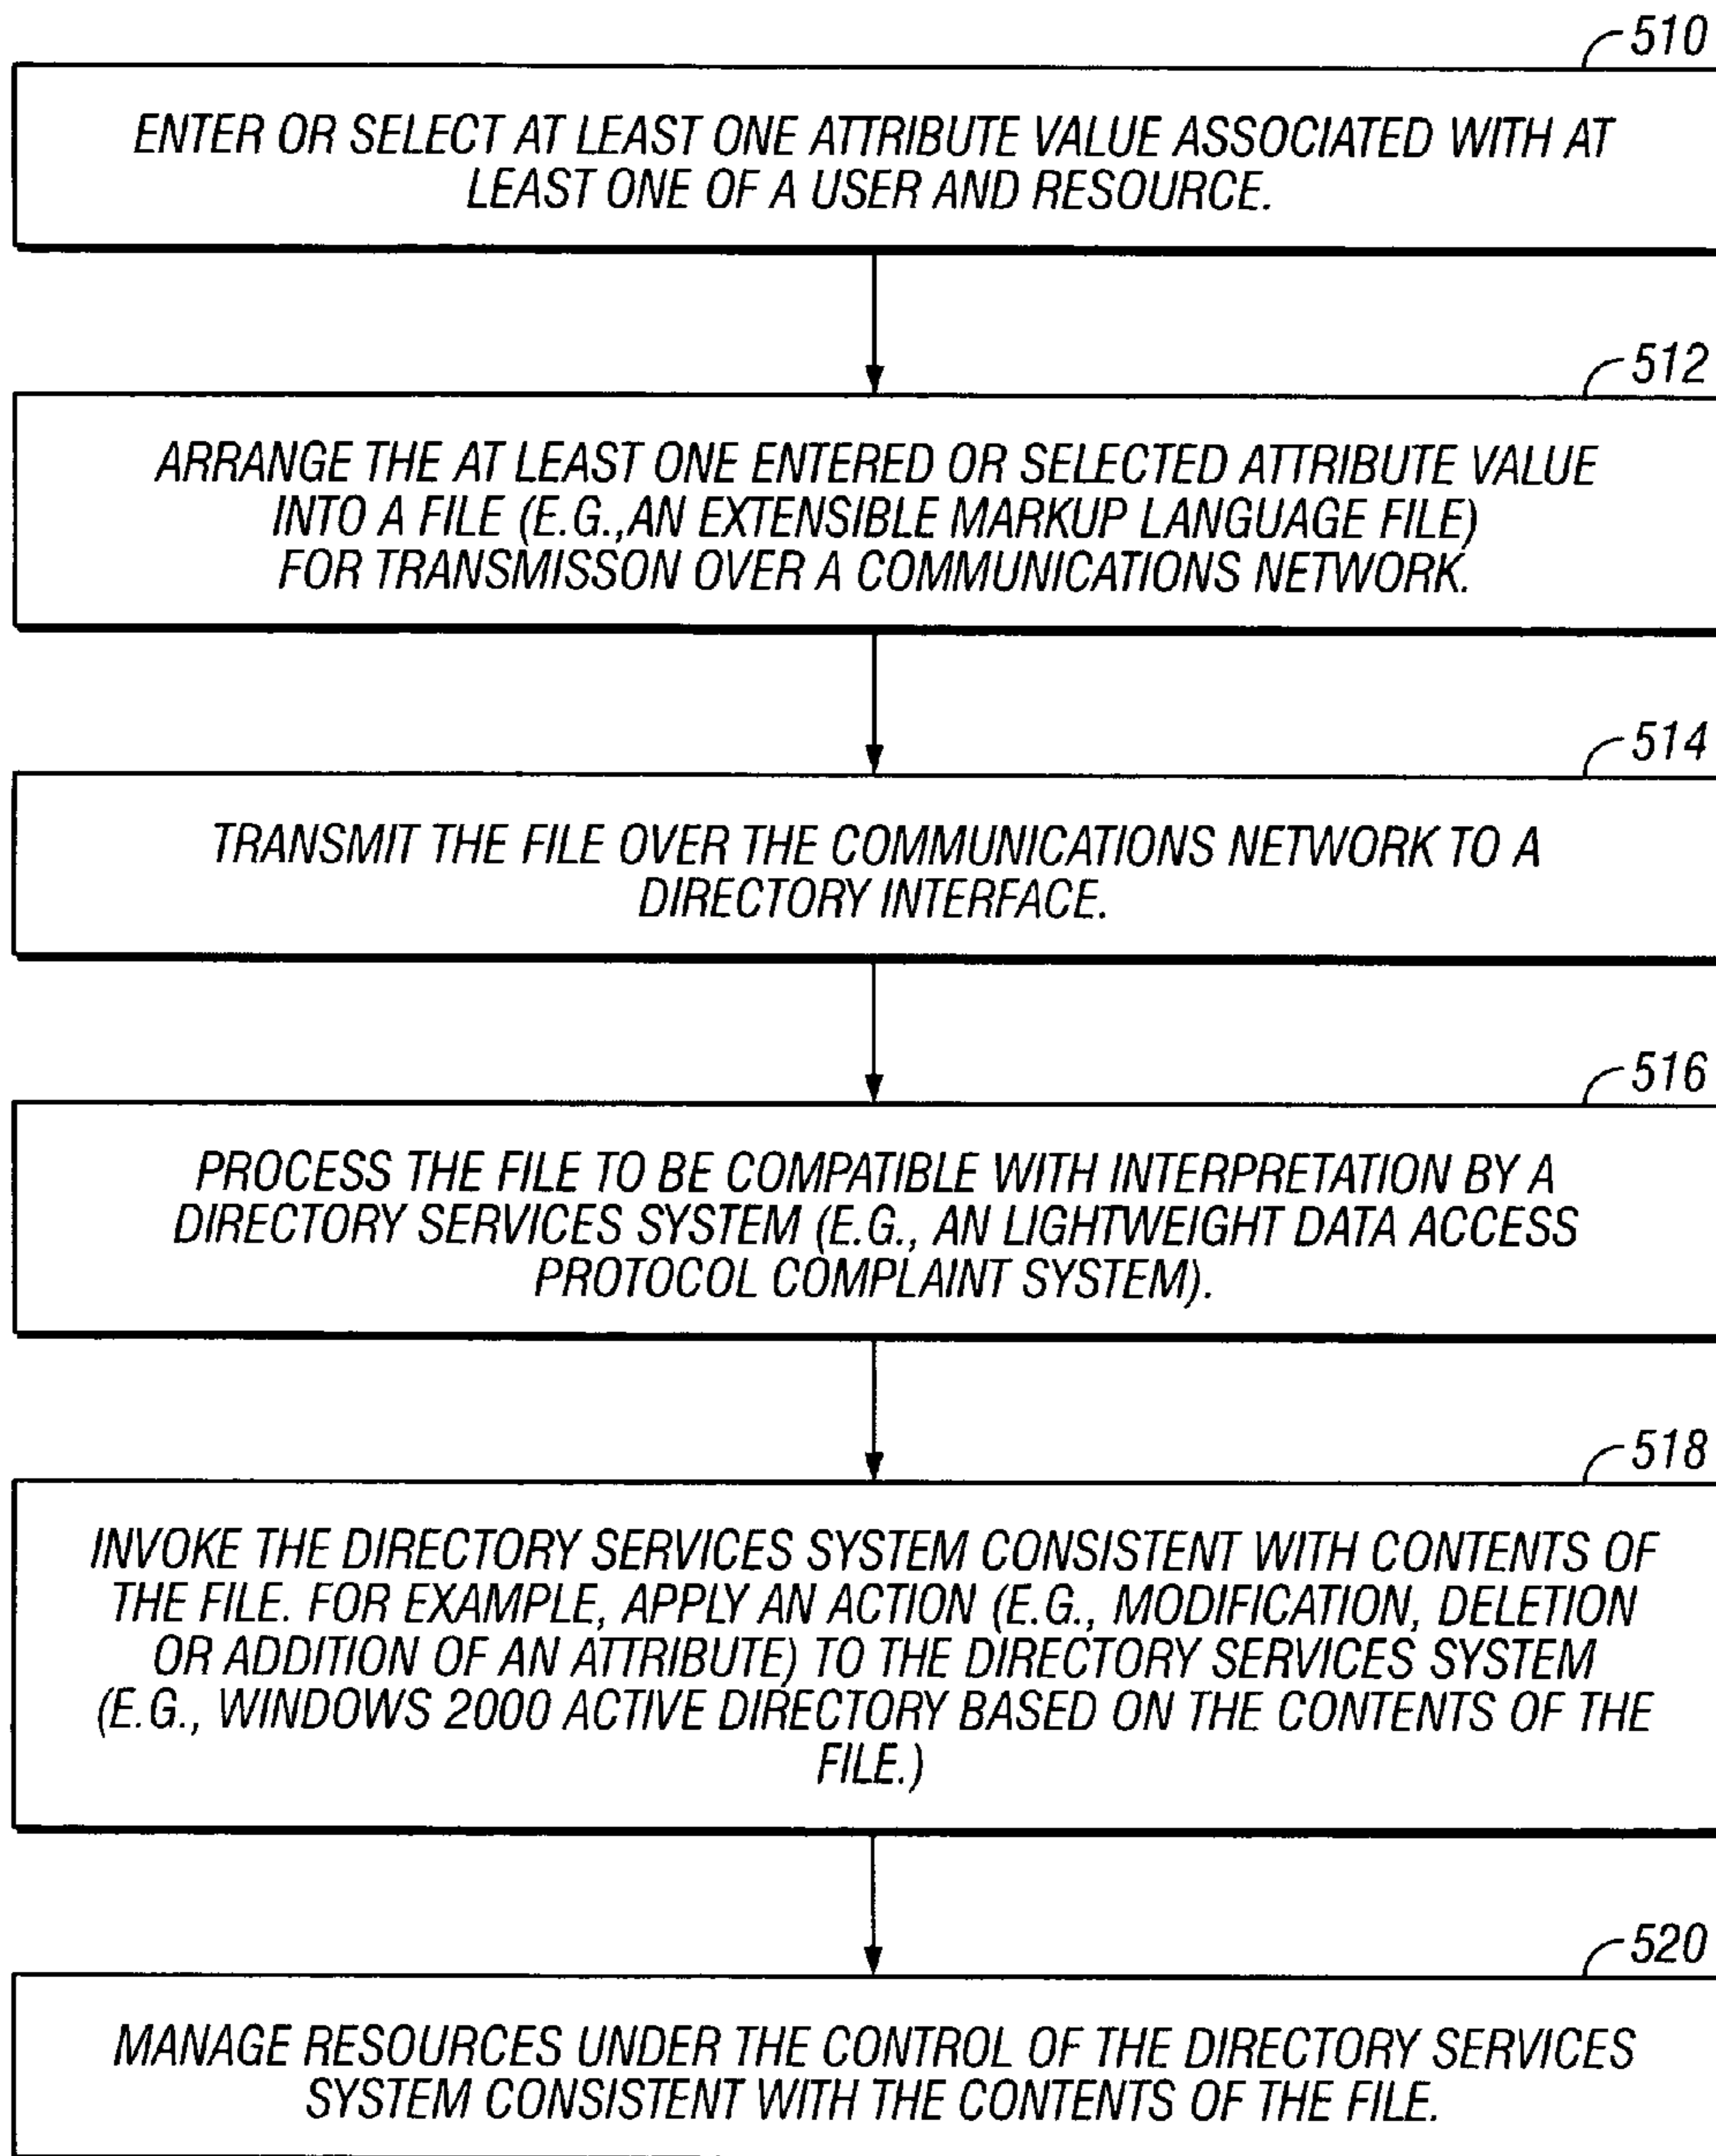 510
ENTER OR SELECT AT LEAST ONE ATTRIBUTE VALUE ASSOCIATED WITH AT
LEAST ONE OF A USER AND RESOURCE.
512
ARRANGE THE AT LEAST ONE ENTERED OR SELECTED ATTRIBUTE VALUE
INTO A FILE (E.G.,AN EXTENSIBLE MARKUP LANGUAGE FILE)
FOR TRANSMISSON OVER A COMMUNICATIONS NETWORK.
514
TRANSMIT THE FILE OVER THE COMMUNICATIONS NETWORK TO A
DIRECTORY INTERFACE.
516
PROCESS THE FILE TO BE COMPATIBLE WITH INTERPRETATION BY A
DIRECTORY SERVICES SYSTEM (E.G., AN LIGHTWEIGHT DATA ACCESS
PROTOCOL COMPLAINT SYSTEM).
518
INVOKE THE DIRECTORY SERVICES SYSTEM CONSISTENT WITH CONTENTS OF
THE FILE. FOR EXAMPLE, APPLY AN ACTION (E.G., MODIFICATION, DELETION
OR ADDITION OF AN ATTRIBUTE) TO THE DIRECTORY SERVICES SYSTEM
(E.G., WINDOWS 2000 ACTIVE DIRECTORY BASED ON THE CONTENTS OF THE
FILE.)
520
MANAGE RESOURCES UNDER THE CONTROL OF THE DIRECTORY SERVICES
SYSTEM CONSISTENT WITH THE CONTENTS OF THE FILE.